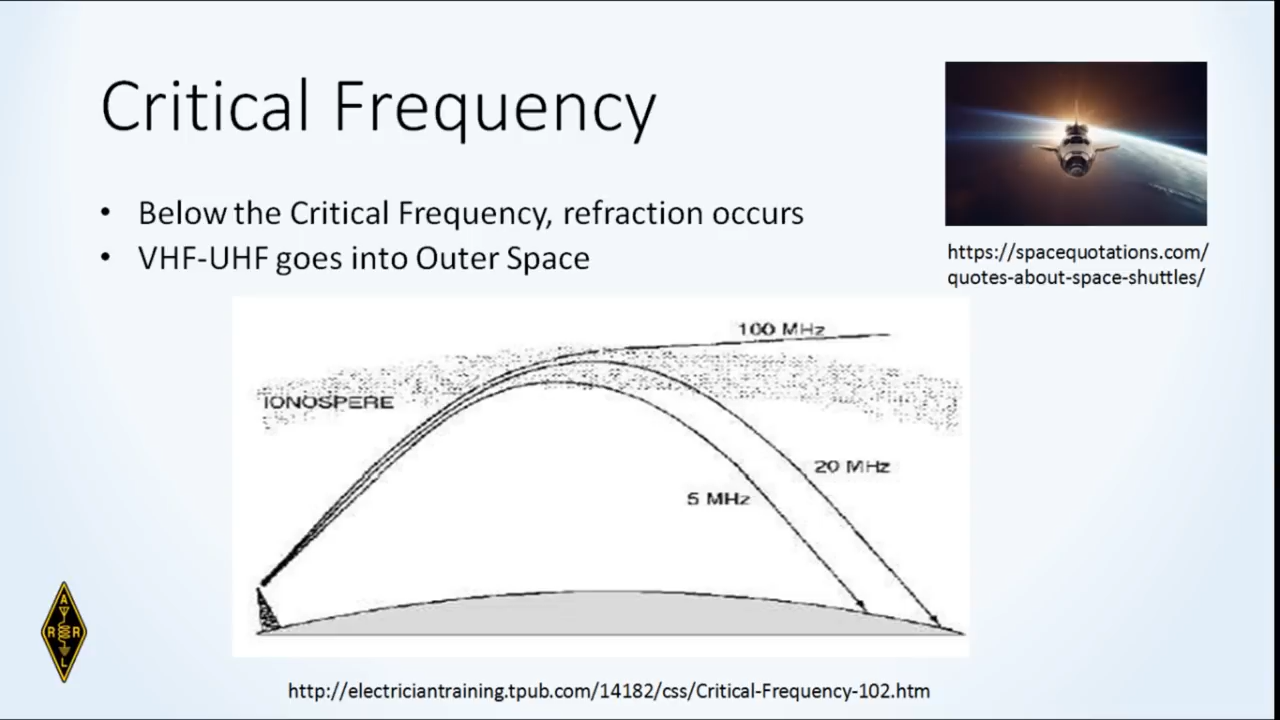 Critical Frequency
• Below the Critical Frequency, refraction occurs
• VHF-UHF goes into Outer Space
https://spacequotations.com/
quotes-about-space-shuttles/
100 MHz
IONOSPERE
20 MHz
5 MHz
A
R R
L
http://electriciantraining.tpub.com/14182/css/Critical-Frequency-102.htm